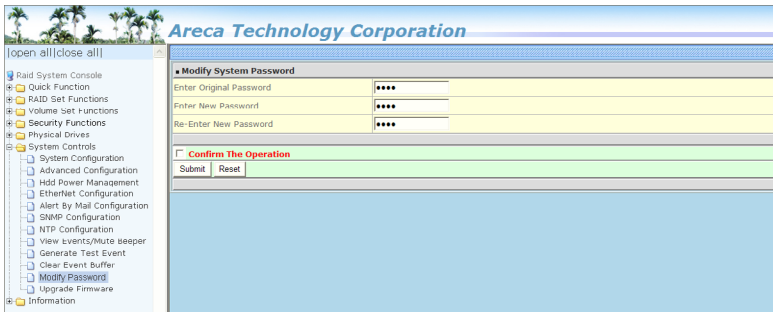 Areca Technology Corporation
|open all|close all|
Raid System Console
Quick Function
RAID Set Functions
Volume Set Functions
Security Functions
Physical Drives
System Controls
System Configuration
Advanced Configuration
Hdd Power Management
EtherNet Configuration
Alert By Mail Configuration
SNMP Configuration
NTP Configuration
View Events/Mute Beeper
Generate Test Event
Clear Event Buffer
Modify Password
Upgrade Firmware
Information
Modify System Password
Enter Original Password ••••
Enter New Password ••••
Re-Enter New Password ••••
Confirm The Operation
Submit Reset